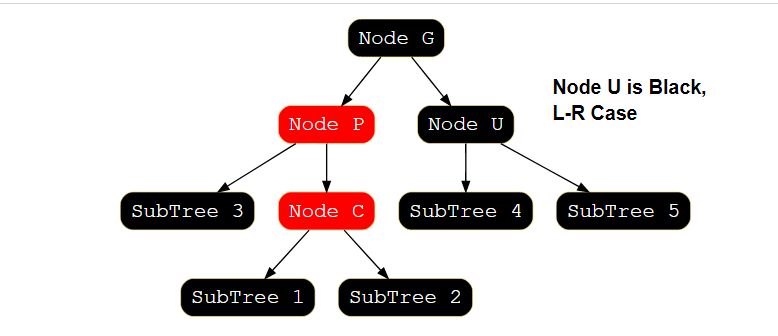 Node G
Node U is Black,
L-R Case
Node P
Node U
SubTree 3
Node C
SubTree 4
SubTree 5
SubTree 1
SubTree 2